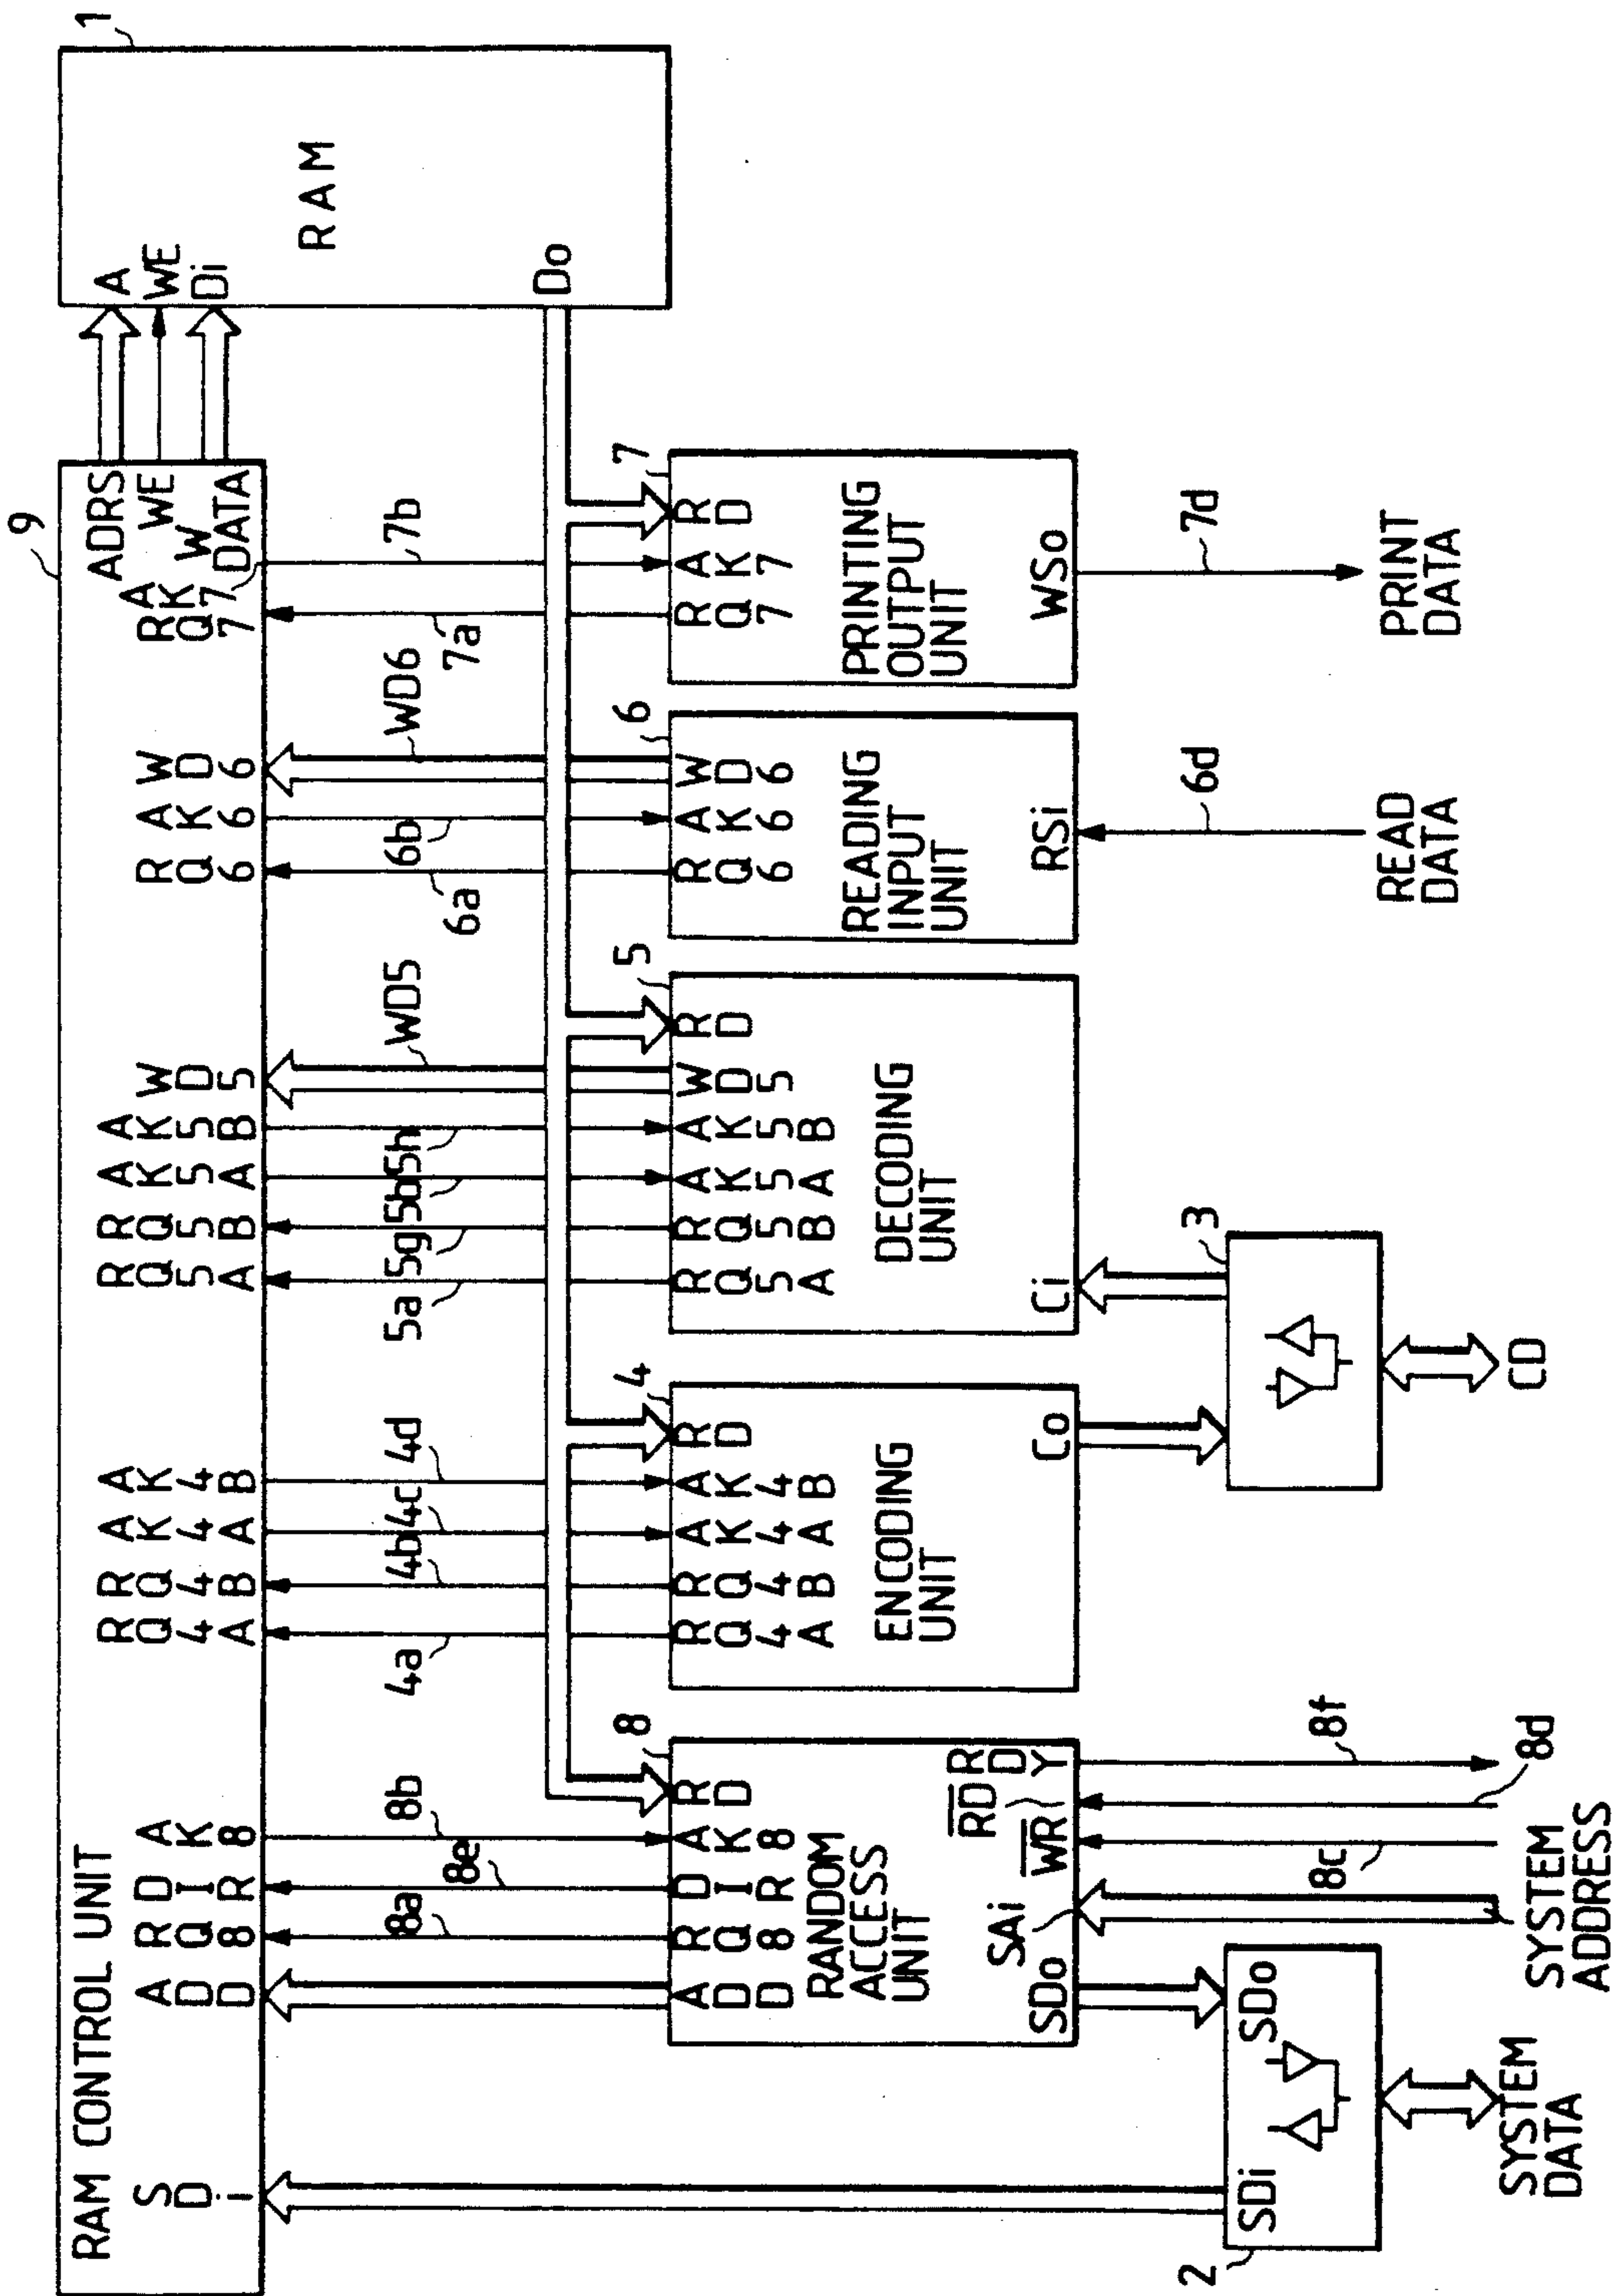 9
RAM CONTROL UNIT
SDi
ADD
RQ8
DIR
AK8
RQ4A
RQ4B
AK4A
AK4B
RQ5A
RQ5B
AK5A
AK5B
WD5
RQ6
AK6
WD6
RQ7
AK7
ADRS
WE
W
DATA
1
RAM
A
WE
Di
Do
8a
8e
8b
4a
4b
4c
4d
5a
5g
5b
5h
WD5
6a
6b
WD6
7a
7b
8
ADD
RQ8
DIR
AK8
RD
RANDOM
ACCESS
UNIT
SDo
SAi
WR
RD
RDY
4
RQ4A
RQ4B
AK4A
AK4B
RD
ENCODING
UNIT
Co
5
RQ5A
RQ5B
AK5A
AK5B
WD5
RD
DECODING
UNIT
Ci
6
RQ6
AK6
WD6
READING
INPUT
UNIT
RSi
7
RQ7
AK7
RD
PRINTING
OUTPUT
UNIT
WSo
2
SDi
SDo
SYSTEM
DATA
8c
8d
8f
SYSTEM
ADDRESS
3
CD
6d
READ
DATA
7d
PRINT
DATA